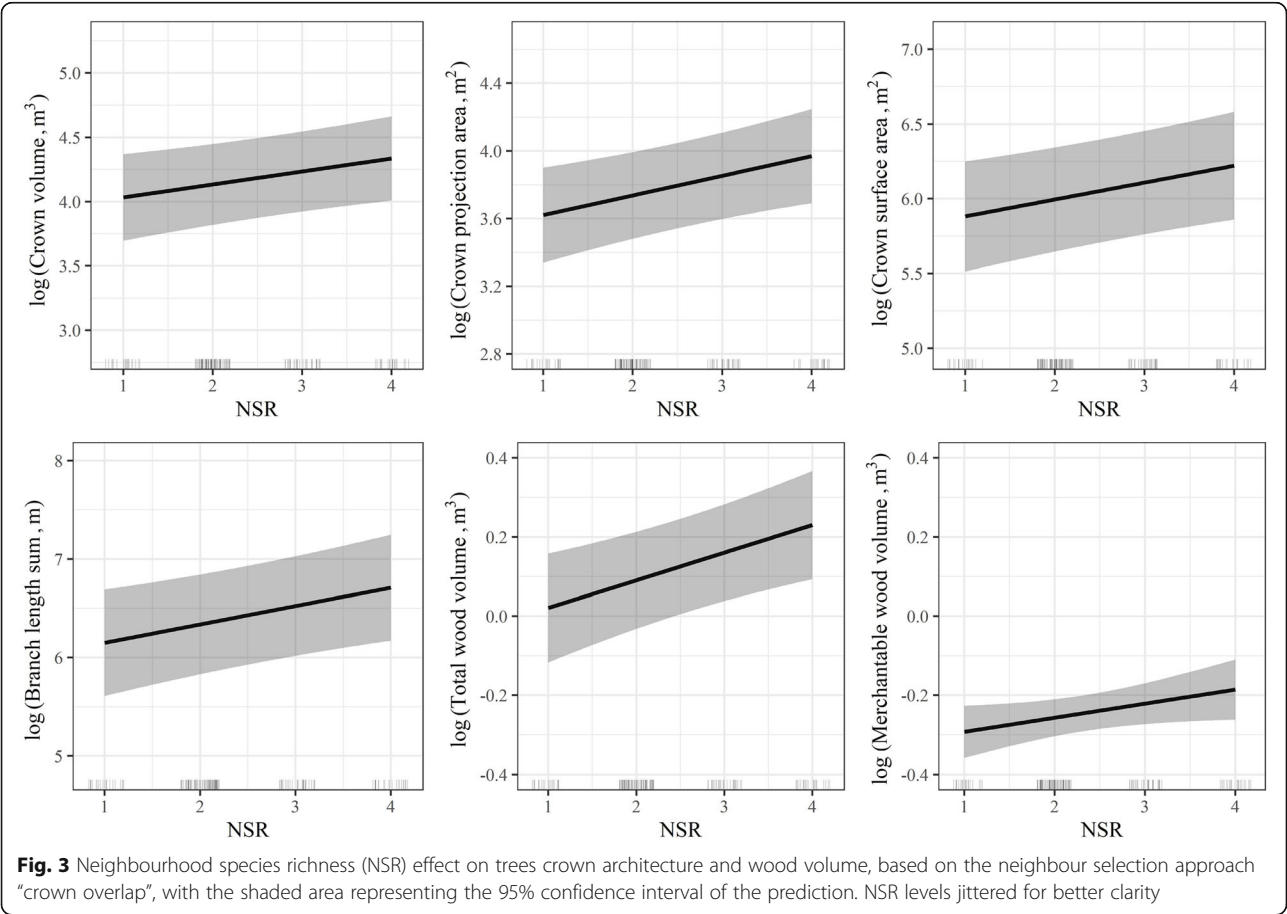 log(Crown volume, m³)
5.0
4.5
4.0
3.5
3.0
1 2 3 4
NSR
log(Crown projection area, m²)
4.4
4.0
3.6
3.2
2.8
1 2 3 4
NSR
log(Crown surface area, m²)
7.0
6.5
6.0
5.5
5.0
1 2 3 4
NSR
log(Branch length sum, m)
8
7
6
5
1 2 3 4
NSR
log(Total wood volume, m³)
0.4
0.2
0.0
-0.2
-0.4
1 2 3 4
NSR
log(Merchantable wood volume, m³)
0.4
0.2
0.0
-0.2
-0.4
1 2 3 4
NSR
Fig. 3 Neighbourhood species richness (NSR) effect on trees crown architecture and wood volume, based on the neighbour selection approach
“crown overlap”, with the shaded area representing the 95% confidence interval of the prediction. NSR levels jittered for better clarity